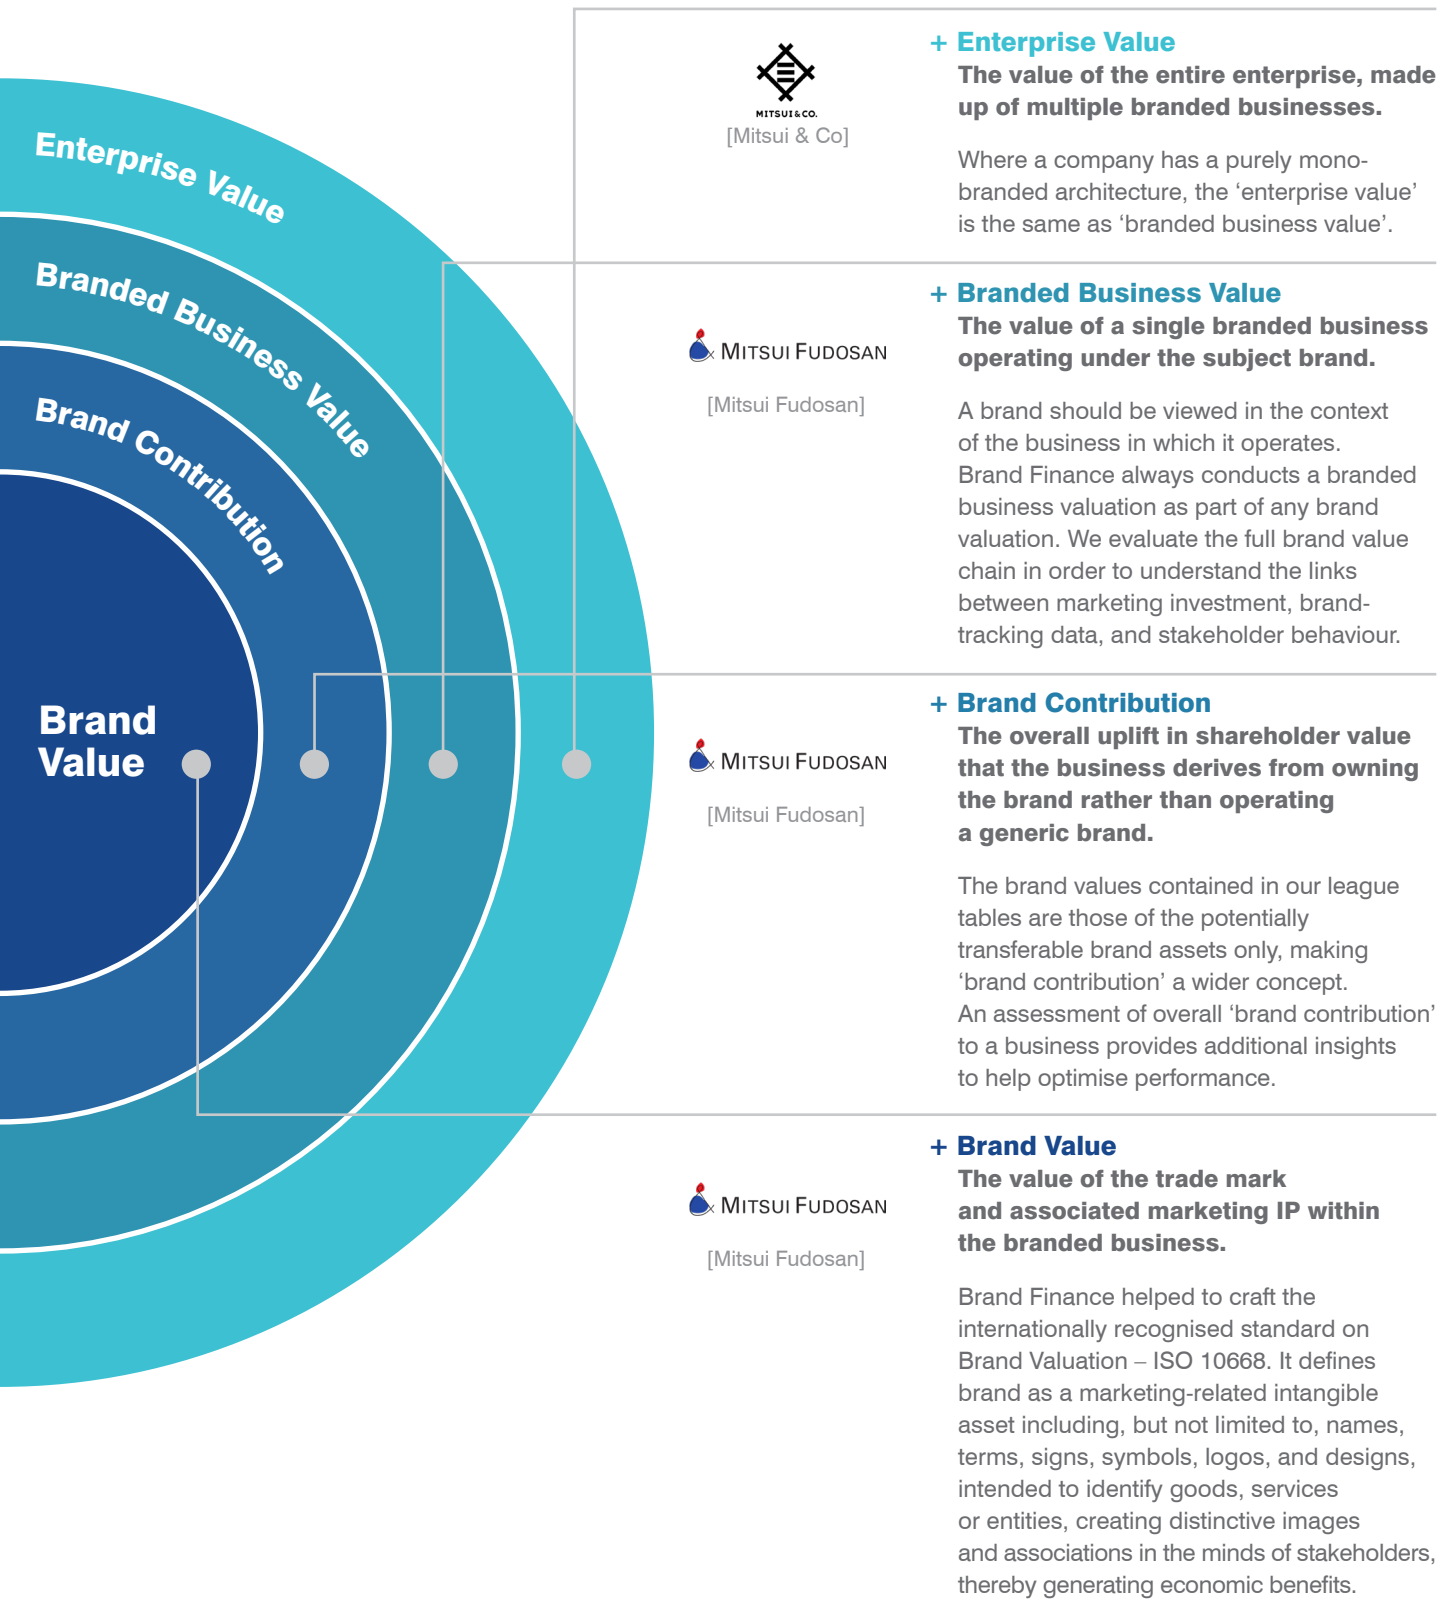 Enterprise Value
Branded Business Value
Brand Contribution
Brand
Value
MITSUI & CO.
[Mitsui & Co]
+ Enterprise Value
The value of the entire enterprise, made
up of multiple branded businesses.
Where a company has a purely mono-
branded architecture, the ‘enterprise value’
is the same as ‘branded business value’.
MITSUI FUDOSAN
[Mitsui Fudosan]
+ Branded Business Value
The value of a single branded business
operating under the subject brand.
A brand should be viewed in the context
of the business in which it operates.
Brand Finance always conducts a branded
business valuation as part of any brand
valuation. We evaluate the full brand value
chain in order to understand the links
between marketing investment, brand-
tracking data, and stakeholder behaviour.
MITSUI FUDOSAN
[Mitsui Fudosan]
+ Brand Contribution
The overall uplift in shareholder value
that the business derives from owning
the brand rather than operating
a generic brand.
The brand values contained in our league
tables are those of the potentially
transferable brand assets only, making
‘brand contribution’ a wider concept.
An assessment of overall ‘brand contribution’
to a business provides additional insights
to help optimise performance.
MITSUI FUDOSAN
[Mitsui Fudosan]
+ Brand Value
The value of the trade mark
and associated marketing IP within
the branded business.
Brand Finance helped to craft the
internationally recognised standard on
Brand Valuation – ISO 10668. It defines
brand as a marketing-related intangible
asset including, but not limited to, names,
terms, signs, symbols, logos, and designs,
intended to identify goods, services
or entities, creating distinctive images
and associations in the minds of stakeholders,
thereby generating economic benefits.